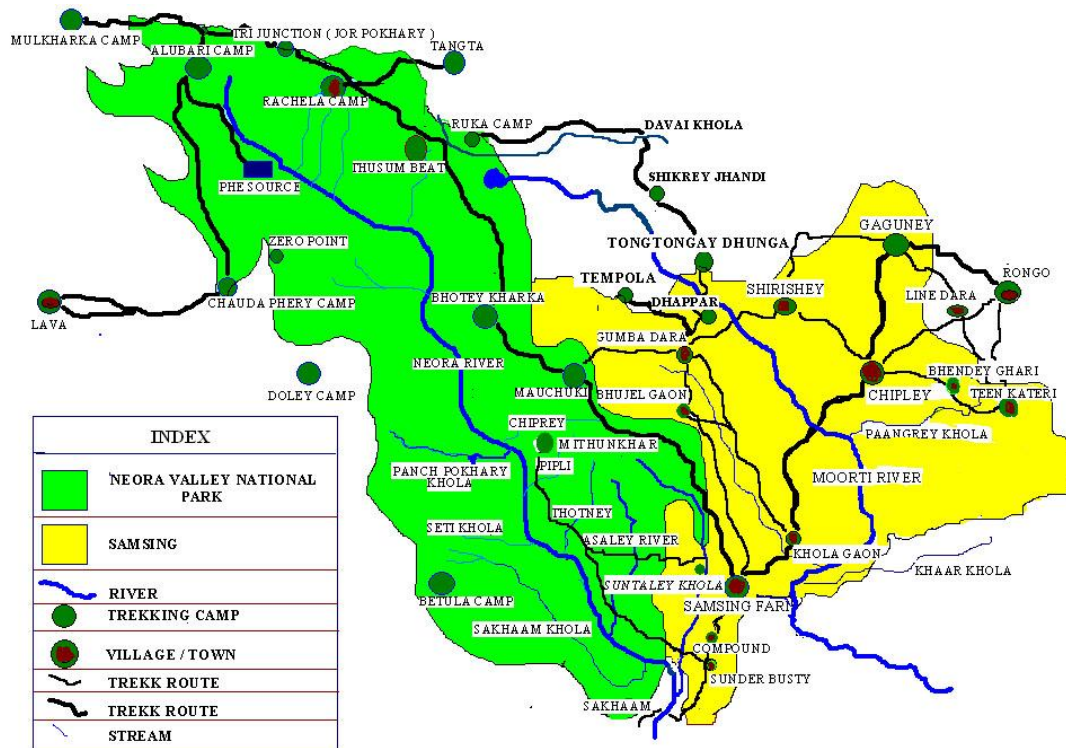 TRI JUNCTION ( JOR POKHARY )
MULKHARKA CAMP
ALUBARI CAMP
TANGTA
RACHELA CAMP
RUKA CAMP
DAVAI KHOLA
THUSUM BEAT
PHE SOURCE
SHIKREY JHANDI
GAGUNEY
ZERO POINT
TONGTONGAY DHUNGA
TEMPOLA
SHIRISHEY
RONGO
LINE DARA
CHAUDA PHERY CAMP
BHOTEY KHARKA
DHAPPAR
LAVA
GUMBA DARA
NEORA RIVER
BHENDEY GHARI
DOLEY CAMP
MAUCHUKI
BHUJEL GAON
CHIPLEY
TEEN KATERI
CHIPREY
PAANGREY KHOLA
MITHUNKHAR
PANCH POKHARY
KHOLA
PIPLI
MOORTI RIVER
THOTNEY
SETI KHOLA
ASALEY RIVER
KHOLA GAON
KHAAR KHOLA
SUNTALEY KHOLA
BETULA CAMP
SAMSING FARM
SAKHAAM KHOLA
COMPOUND
SUNDER BUSTY
SAKHAAM
INDEX
NEORA VALLEY NATIONAL
PARK
SAMSING
RIVER
TREKKING CAMP
VILLAGE / TOWN
TREKK ROUTE
TREKK ROUTE
STREAM